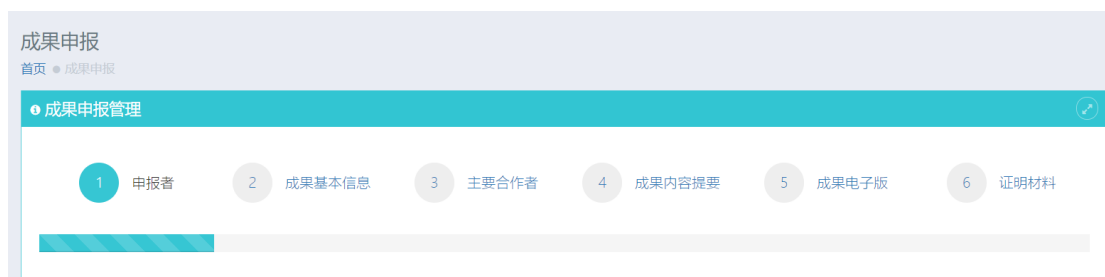 成果申报
首页 ● 成果申报
成果申报管理
1 申报者 2 成果基本信息 3 主要合作者 4 成果内容提要 5 成果电子版 6 证明材料